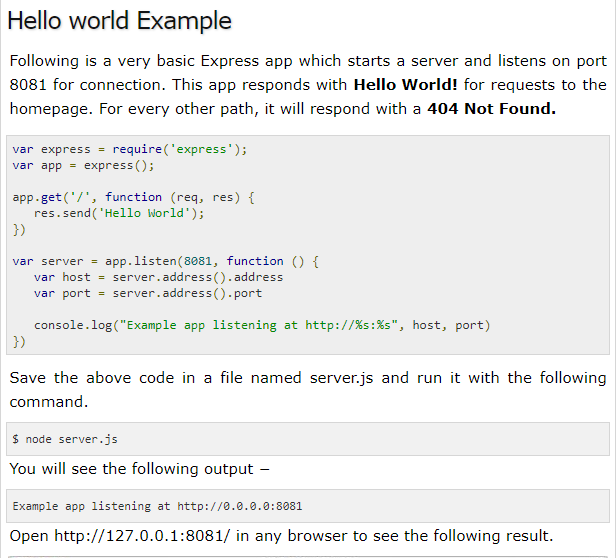 Hello world Example
Following is a very basic Express app which starts a server and listens on port
8081 for connection. This app responds with Hello World! for requests to the
homepage. For every other path, it will respond with a 404 Not Found.
var express = require('express');
var app = express();
app.get('/', function (req, res) {
   res.send('Hello World');
})
var server = app.listen(8081, function () {
   var host = server.address().address
   var port = server.address().port
   console.log("Example app listening at http://%s:%s", host, port)
})
Save the above code in a file named server.js and run it with the following
command.
$ node server.js
You will see the following output −
Example app listening at http://0.0.0.0:8081
Open http://127.0.0.1:8081/ in any browser to see the following result.